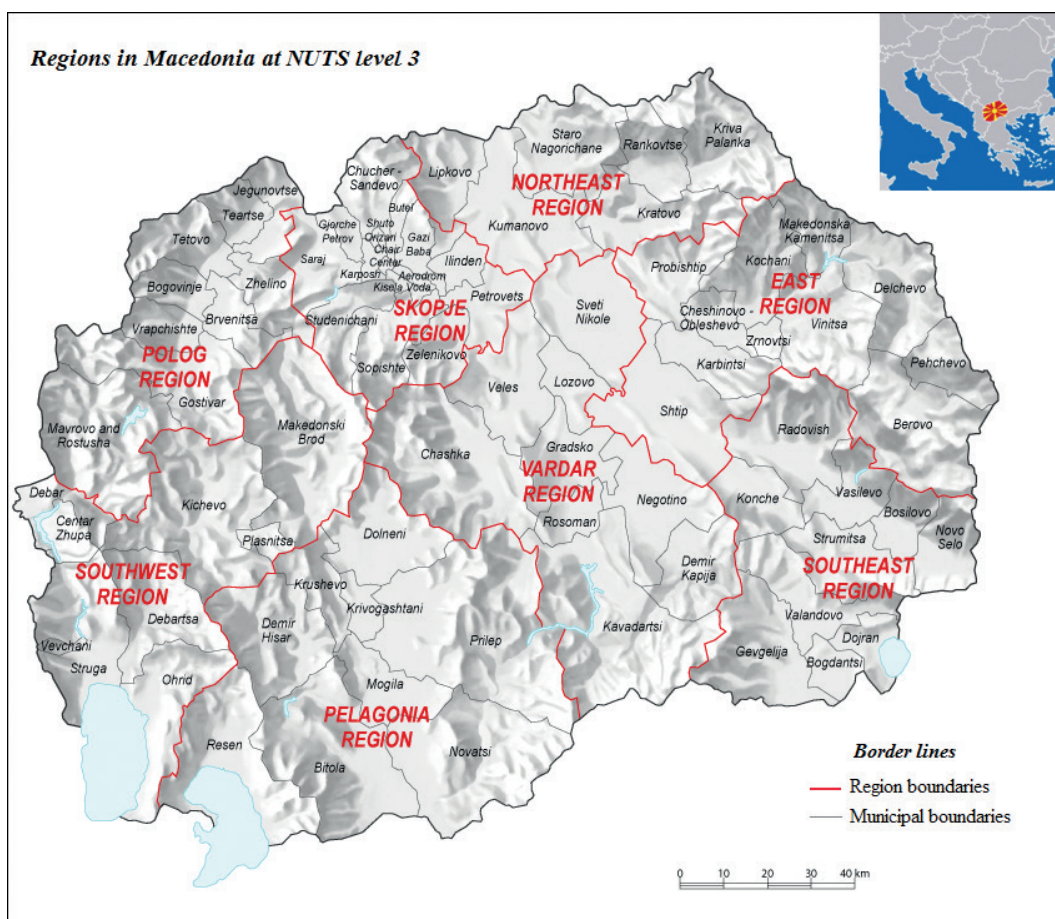 Regions in Macedonia at NUTS level 3
Staro
Nagorichane
Rankovtse
Kriva
Palanka
Chucher -
Sandevo
Lipkovo
NORTHEAST
REGION
Kratovo
Kumanovo
Jegunovtse
Teartse
Tetovo
Gjorche
Petrov
Butel
Shuto
Orizari
Chair
Center
Gazi
Baba
Ilinden
Saraj
Karposh
Aerodrom
Kisela Voda
Petrovets
SKOPJE
REGION
Studenichani
Sopishte
Zelenikovo
Bogovinje
Zhelino
Brvenitsa
Vrapchishte
POLOG
REGION
Gostivar
Mavrovo and
Rostusha
Makedonski
Brod
Probishtip
Makedonska
Kamenitsa
Kochani
EAST
REGION
Delchevo
Cheshinovo -
Obleshevo
Vinitsa
Zrnovtsi
Karbintsi
Pehchevo
Berovo
Shtip
Sveti
Nikole
Lozovo
Veles
Chashka
Gradsko
VARDAR
REGION
Negotino
Rosoman
Demir
Kapija
Kavadartsi
Radovish
Konche
Vasilevo
Bosilovo
Novo
Selo
Strumitsa
SOUTHEAST
REGION
Valandovo
Dojran
Gevgelija
Bogdantsi
Debar
Centar
Zhupa
Kichevo
Plasnitsa
SOUTHWEST
REGION
Debartsa
Vevchani
Struga
Ohrid
Dolneni
Krushevo
Krivogashtani
Demir
Hisar
Prilep
Mogila
PELAGONIA
REGION
Resen
Bitola
Novatsi
Border lines
Region boundaries
Municipal boundaries
0 10 20 30 40 km